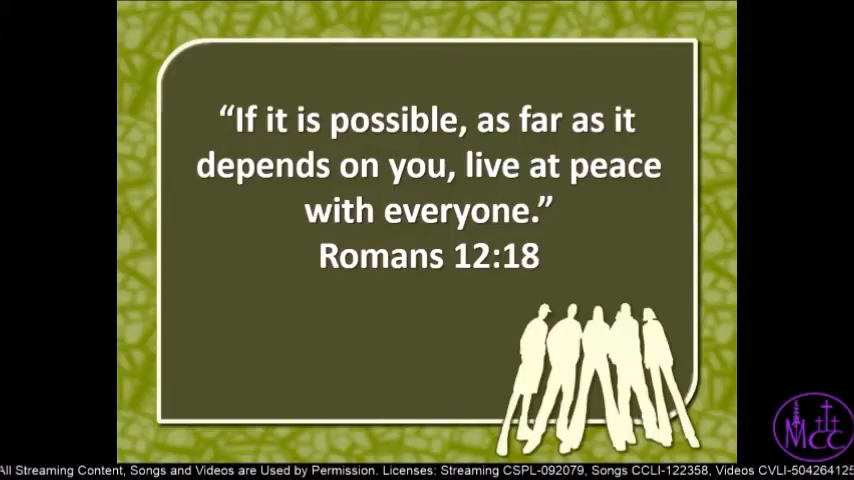 “If it is possible, as far as it
depends on you, live at peace
with everyone.”
Romans 12:18
MCC
All Streaming Content, Songs and Videos are Used by Permission. Licenses: Streaming CSPL-092079, Songs CCLI-122358, Videos CVLI-504264125